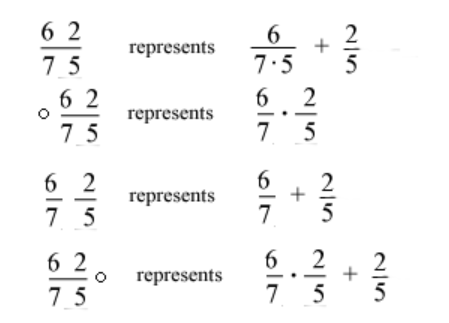 6 2 / 7 5 represents 6 / 7·5 + 2/5
○ 6 2 / 7 5 represents 6/7 · 2/5
6/7 2/5 represents 6/7 + 2/5
6 2 / 7 5 ○ represents 6/7 · 2/5 + 2/5